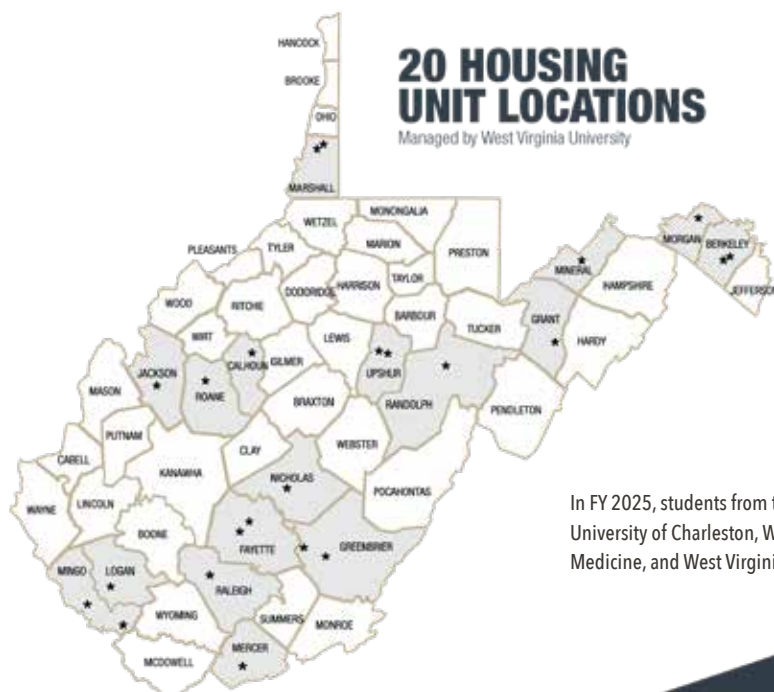 20 HOUSING
UNIT LOCATIONS
Managed by West Virginia University
HANCOCK
BROOKE
OHIO
MARSHALL
WETZEL
MONONGALIA
MARION
PRESTON
PLEASANTS
TYLER
DODDRIDGE
HARRISON
TAYLOR
MINERAL
MORGAN
BERKELEY
JEFFERSON
HAMPSHIRE
WOOD
RITCHIE
BARBOUR
TUCKER
GRANT
HARDY
WIRT
LEWIS
JACKSON
CALHOUN
GILMER
UPSHUR
MASON
ROANE
RANDOLPH
BRAXTON
PENDLETON
PUTNAM
CLAY
WEBSTER
CABELL
KANAWHA
NICHOLAS
POCAHONTAS
WAYNE
LINCOLN
BOONE
FAYETTE
GREENBRIER
MINGO
LOGAN
RALEIGH
WYOMING
SUMMERS
MONROE
MERCER
MCDOWELL
In FY 2025, students from
University of Charleston,
Medicine, and West